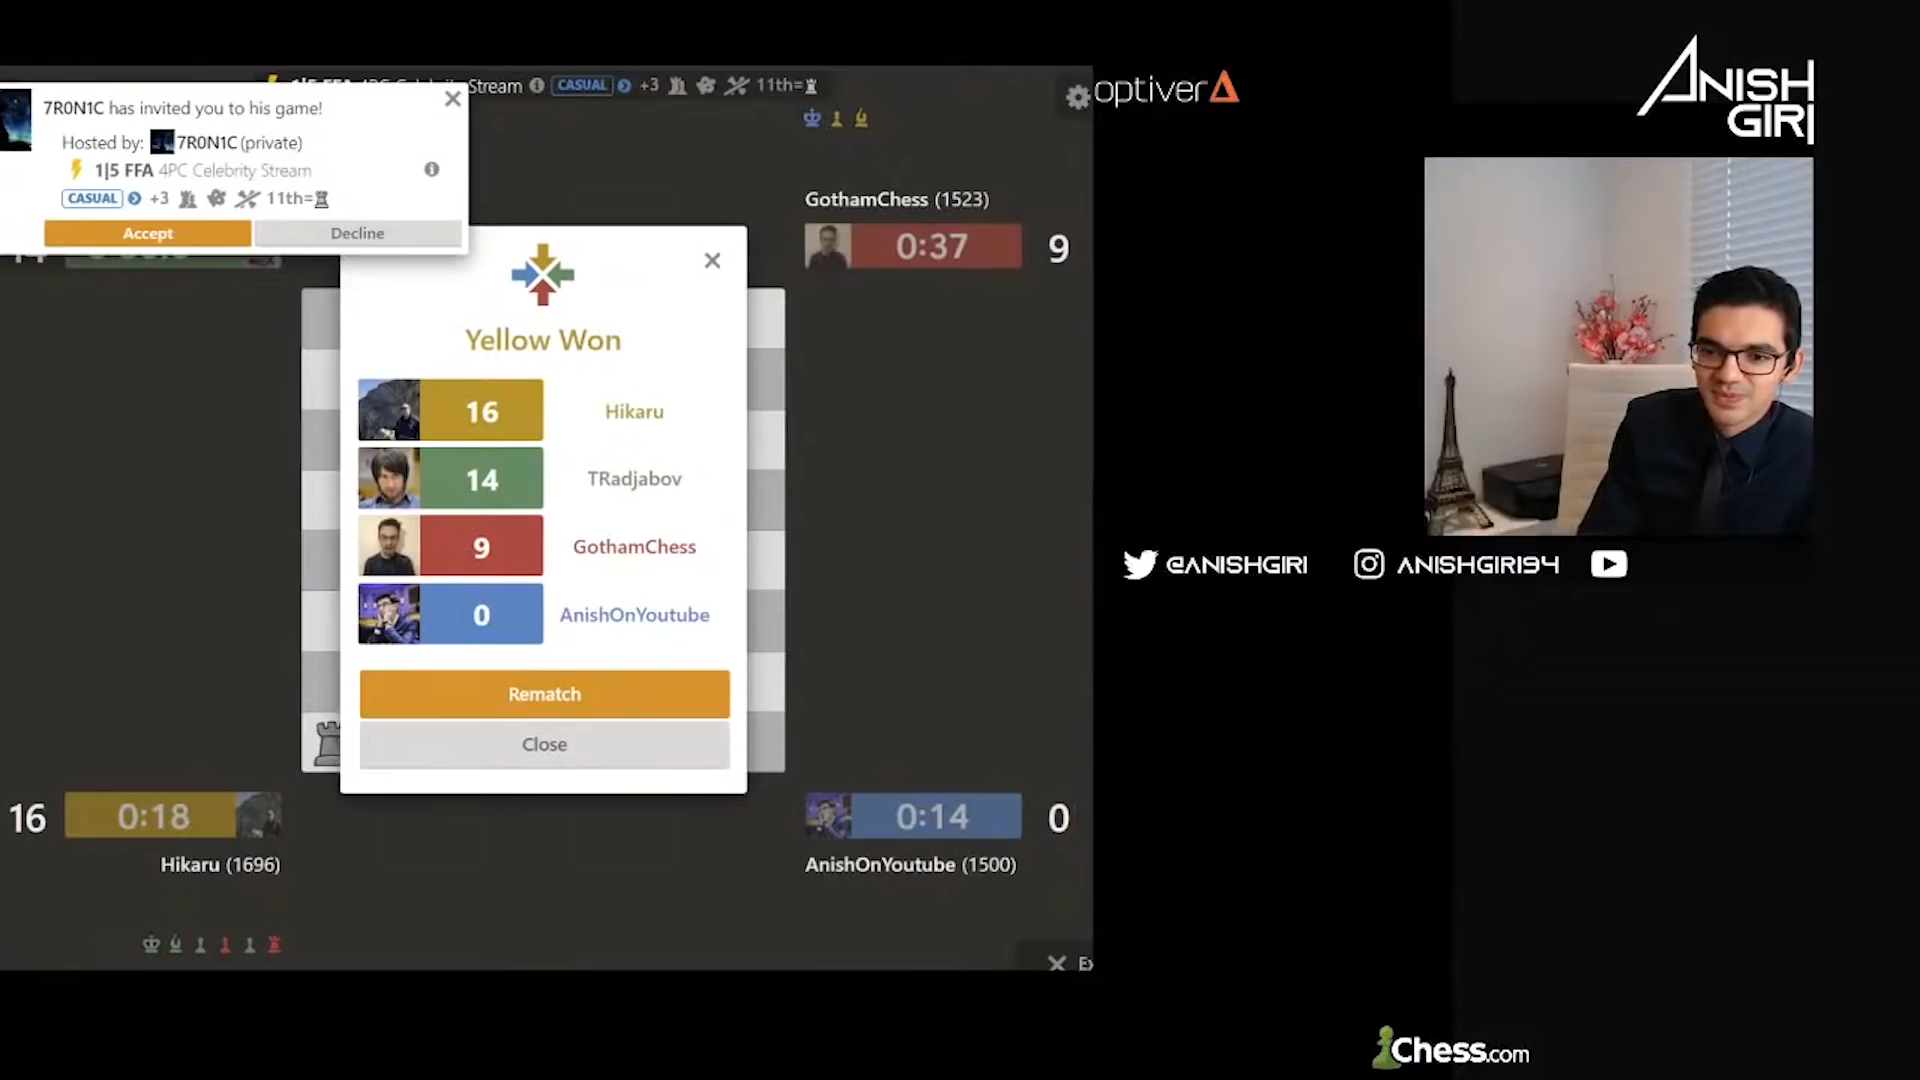 Stream CASUAL +3 11th=
7R0N1C has invited you to his game!
Hosted by: 7R0N1C (private)
1|5 FFA 4PC Celebrity Stream
CASUAL +3 11th=
Accept
Decline
optiver
ANISH
GIRI
GothamChess (1523)
0:37 9
Yellow Won
16 Hikaru
14 TRadjabov
9 GothamChess
0 AnishOnYoutube
Rematch
Close
16 0:18
Hikaru (1696)
0:14 0
AnishOnYoutube (1500)
@ANISHGIRI
ANISHGIRI94
Chess.com